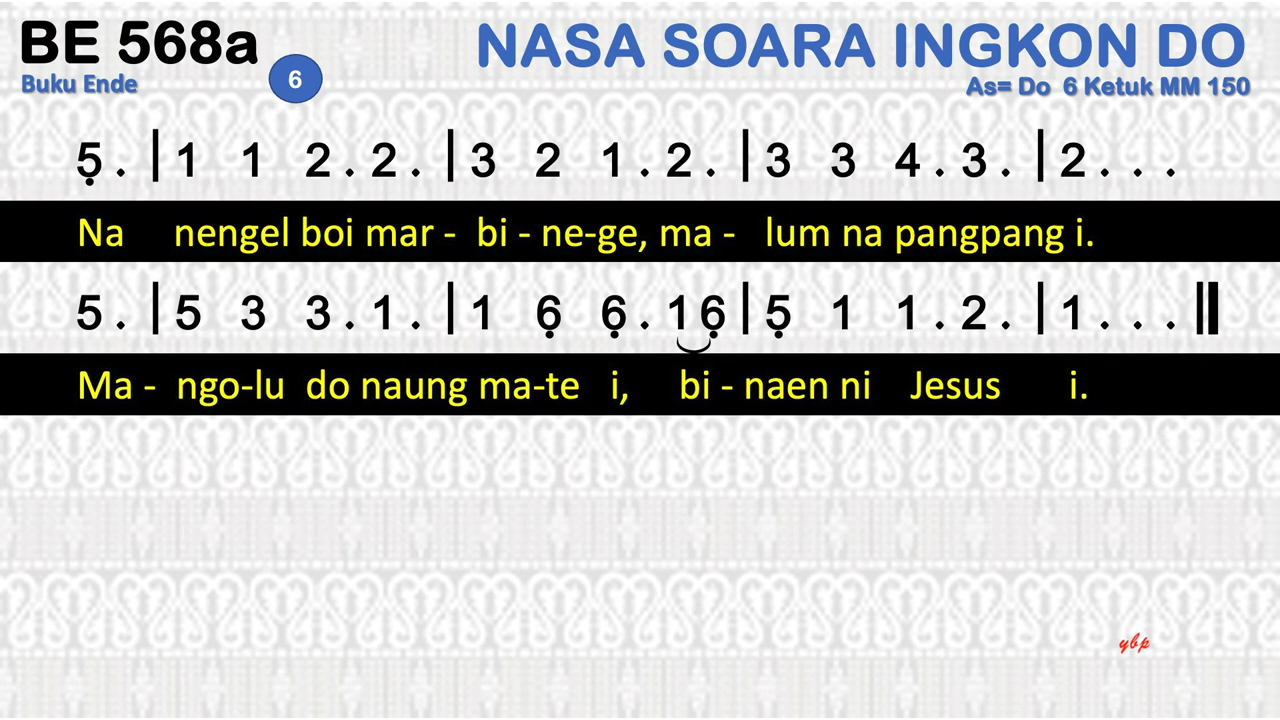 BE 568a
NASA SOARA INGKON DO
Buku Ende
6
As= Do 6 Ketuk MM 150
5̣ . | 1 1 2 . 2 . | 3 2 1 . 2 . | 3 3 4 . 3 . | 2 . . .
Na nengel boi mar - bi - ne-ge, ma - lum na pangpang i.
5 . | 5 3 3 . 1 . | 1 6̣ 6̣ . 1 6̣ | 5̣ 1 1 . 2 . | 1 . . . ||
Ma - ngo-lu do naung ma-te i, bi - naen ni Jesus i.
ybp